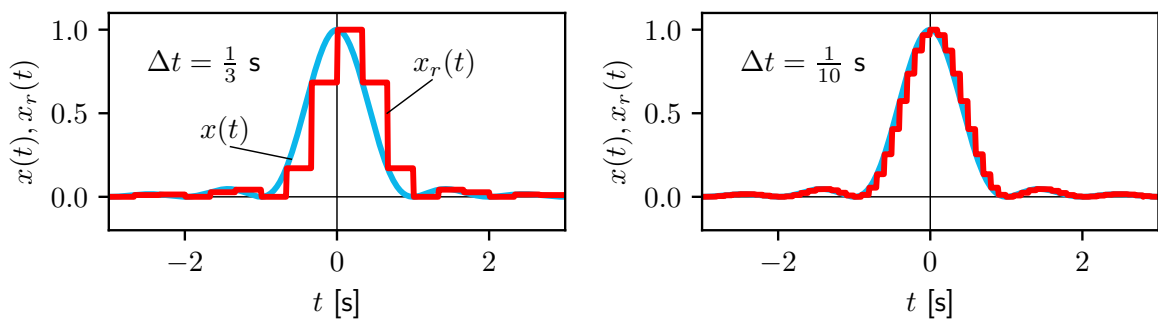 x(t), x_r(t)
1.0
0.5
0.0
Δt = 1/3 s
x_r(t)
x(t)
−2
0
2
t [s]
x(t), x_r(t)
1.0
0.5
0.0
Δt = 1/10 s
−2
0
2
t [s]